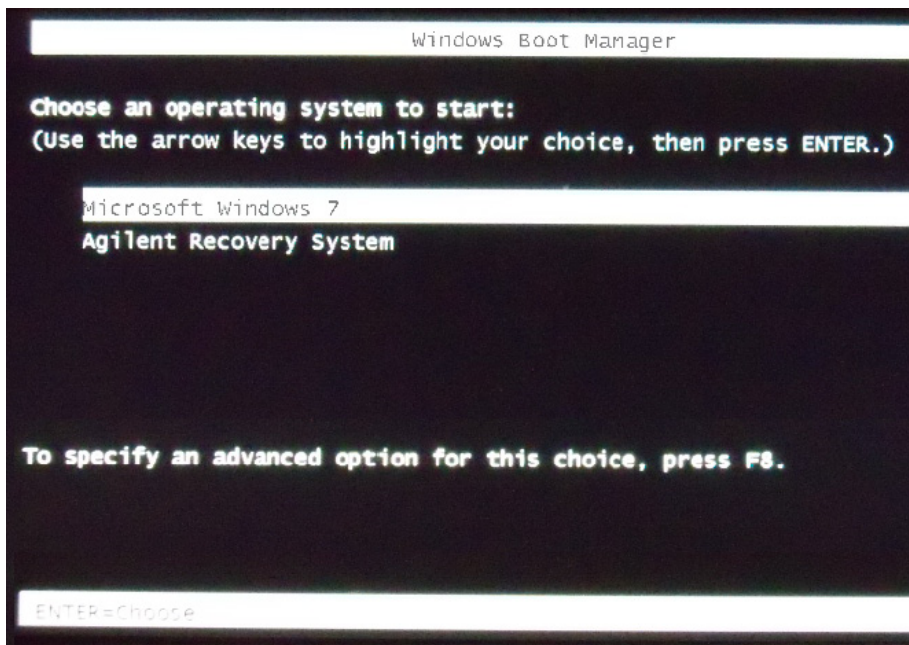 Windows Boot Manager
Choose an operating system to start:
(Use the arrow keys to highlight your choice, then press ENTER.)
Microsoft Windows 7
Agilent Recovery System
To specify an advanced option for this choice, press F8.
ENTER=Choose